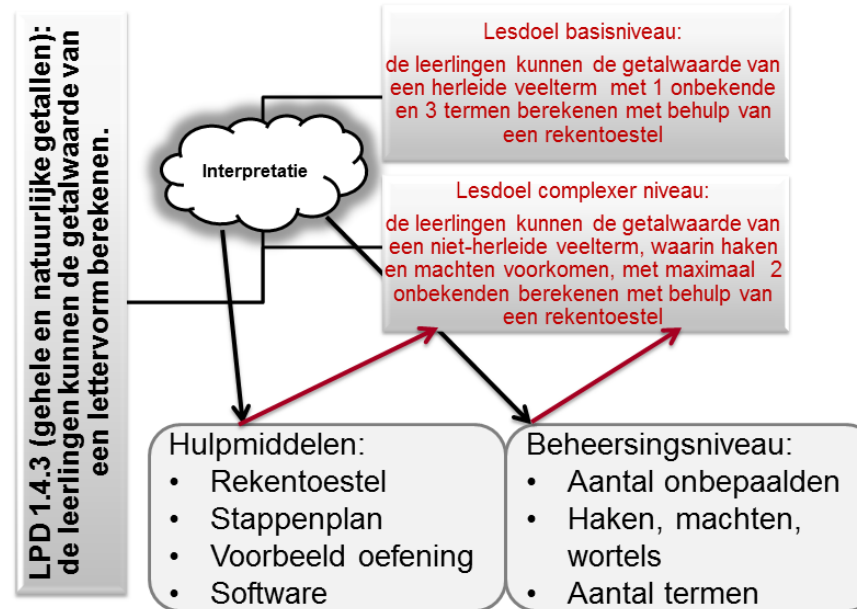 LPD 1.4.3 (gehele en natuurlijke getallen):
de leerlingen kunnen de getalwaarde van
een lettervorm berekenen.
Interpretatie
Lesdoel basisniveau:
de leerlingen kunnen de getalwaarde van
een herleide veelterm met 1 onbekende
en 3 termen berekenen met behulp van
een rekentoestel
Lesdoel complexer niveau:
de leerlingen kunnen de getalwaarde van
een niet-herleide veelterm, waarin haken
en machten voorkomen, met maximaal 2
onbekenden berekenen met behulp van
een rekentoestel
Hulpmiddelen:
• Rekentoestel
• Stappenplan
• Voorbeeld oefening
• Software
Beheersingsniveau:
• Aantal onbepaalden
• Haken, machten,
wortels
• Aantal termen